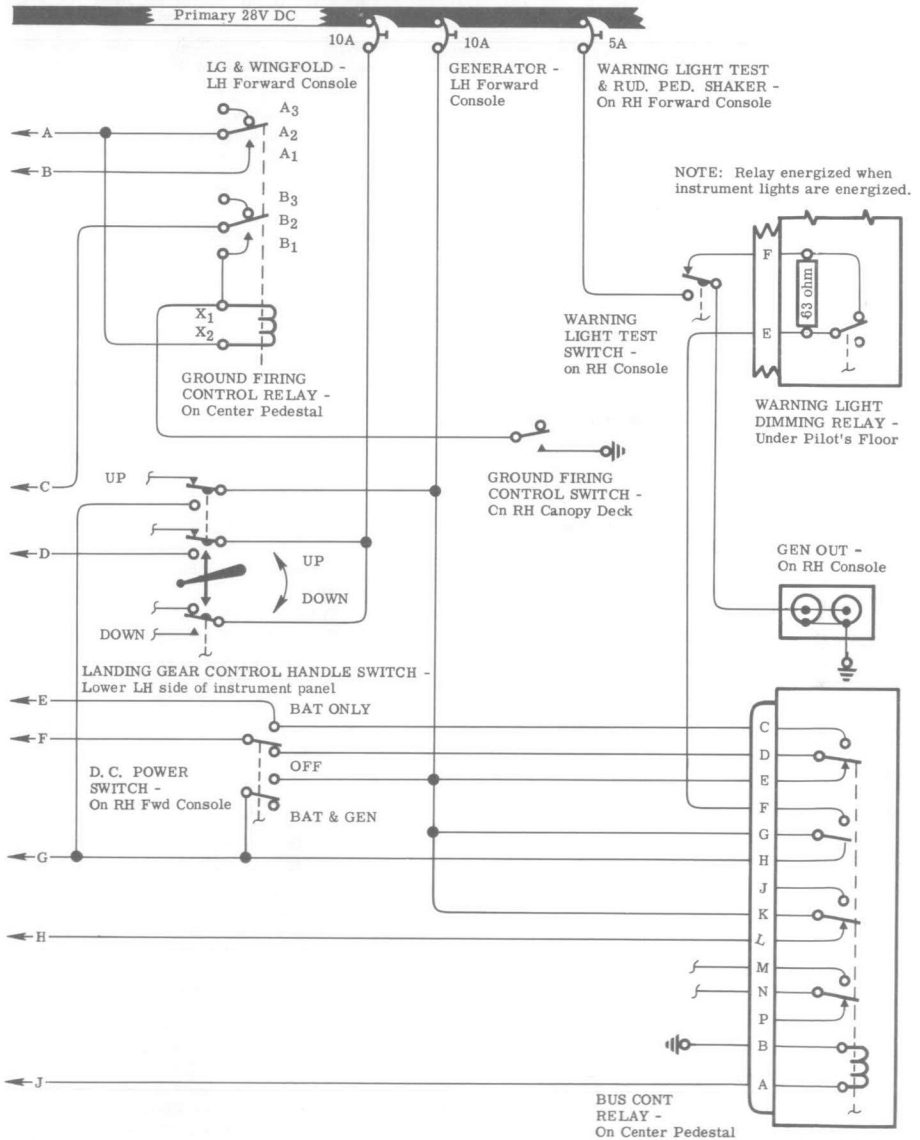 Primary 28V DC
10A
10A
5A
LG & WINGFOLD -
LH Forward Console
GENERATOR -
LH Forward
Console
WARNING LIGHT TEST
& RUD. PED. SHAKER -
On RH Forward Console
A3
A2
A1
A
B
B3
B2
B1
NOTE: Relay energized when
instrument lights are energized.
F
63 ohm
E
X1
X2
WARNING
LIGHT TEST
SWITCH -
on RH Console
GROUND FIRING
CONTROL RELAY -
On Center Pedestal
WARNING LIGHT
DIMMING RELAY -
Under Pilot's Floor
C
UP
GROUND FIRING
CONTROL SWITCH -
Cn RH Canopy Deck
D
UP
DOWN
GEN OUT -
On RH Console
DOWN
LANDING GEAR CONTROL HANDLE SWITCH -
Lower LH side of instrument panel
E
BAT ONLY
F
D. C. POWER
SWITCH -
On RH Fwd Console
OFF
BAT & GEN
G
H
J
C
D
E
F
G
H
J
K
L
M
N
P
B
A
BUS CONT
RELAY -
On Center Pedestal